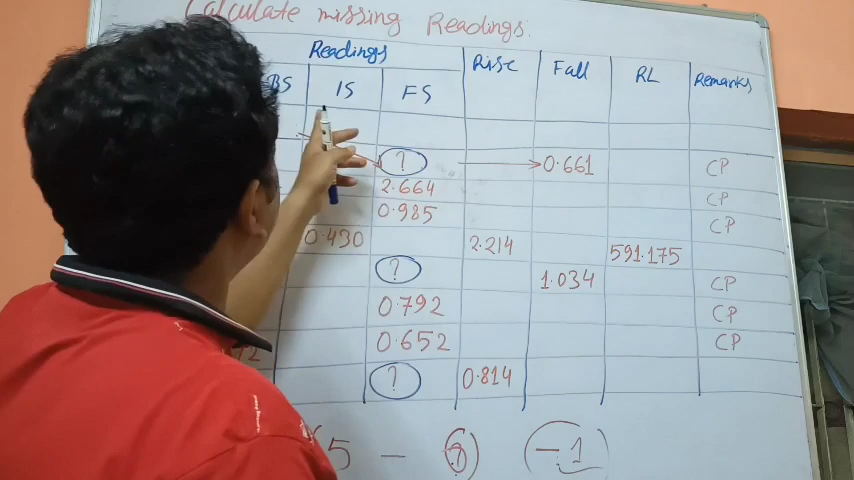 Calculate missing Readings:
Readings Rise Fall RL Remarks
BS IS FS
? 0.661 CP
2.664 CP
0.985 CP
0.430 2.214 591.175
? 1.034 CP
0.792 CP
0.652 CP
? 0.814
5 - ? -1